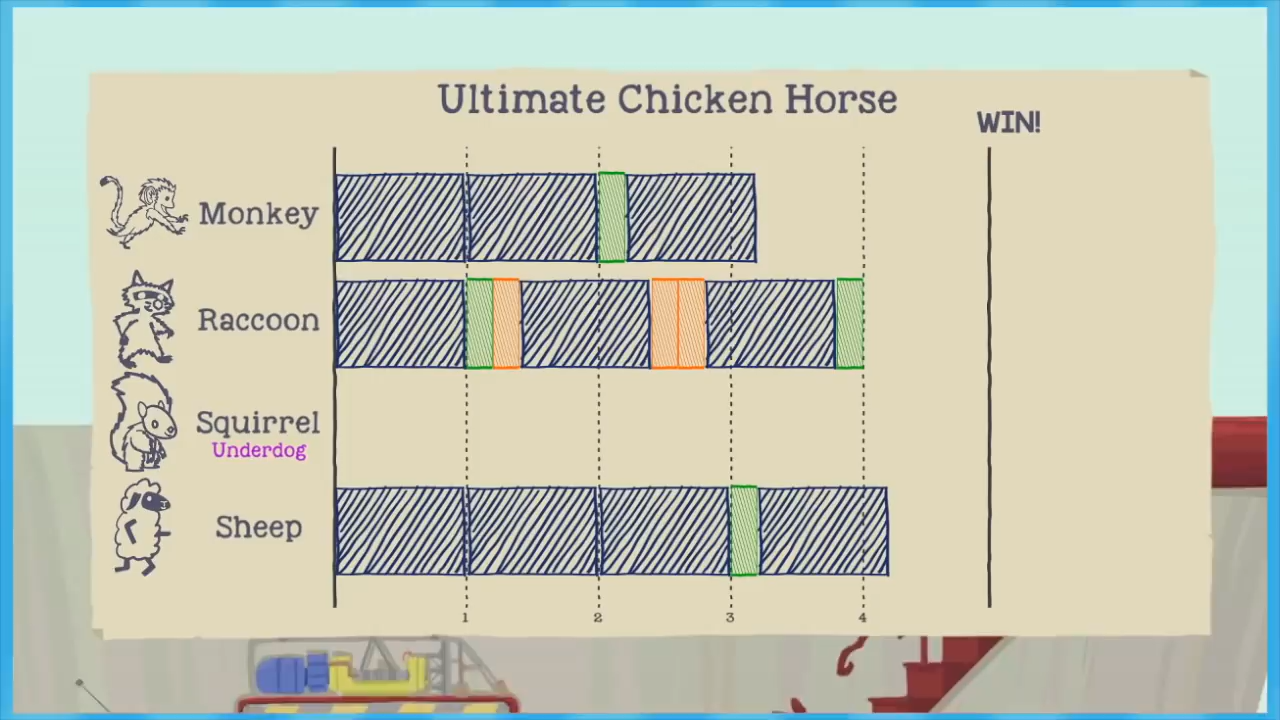 Ultimate Chicken Horse
WIN!
Monkey
Raccoon
Squirrel
Underdog
Sheep
1 2 3 4